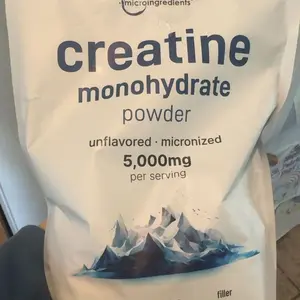 microingredients
creatine
monohydrate
powder
unflavored · micronized
5,000mg
per serving
filler